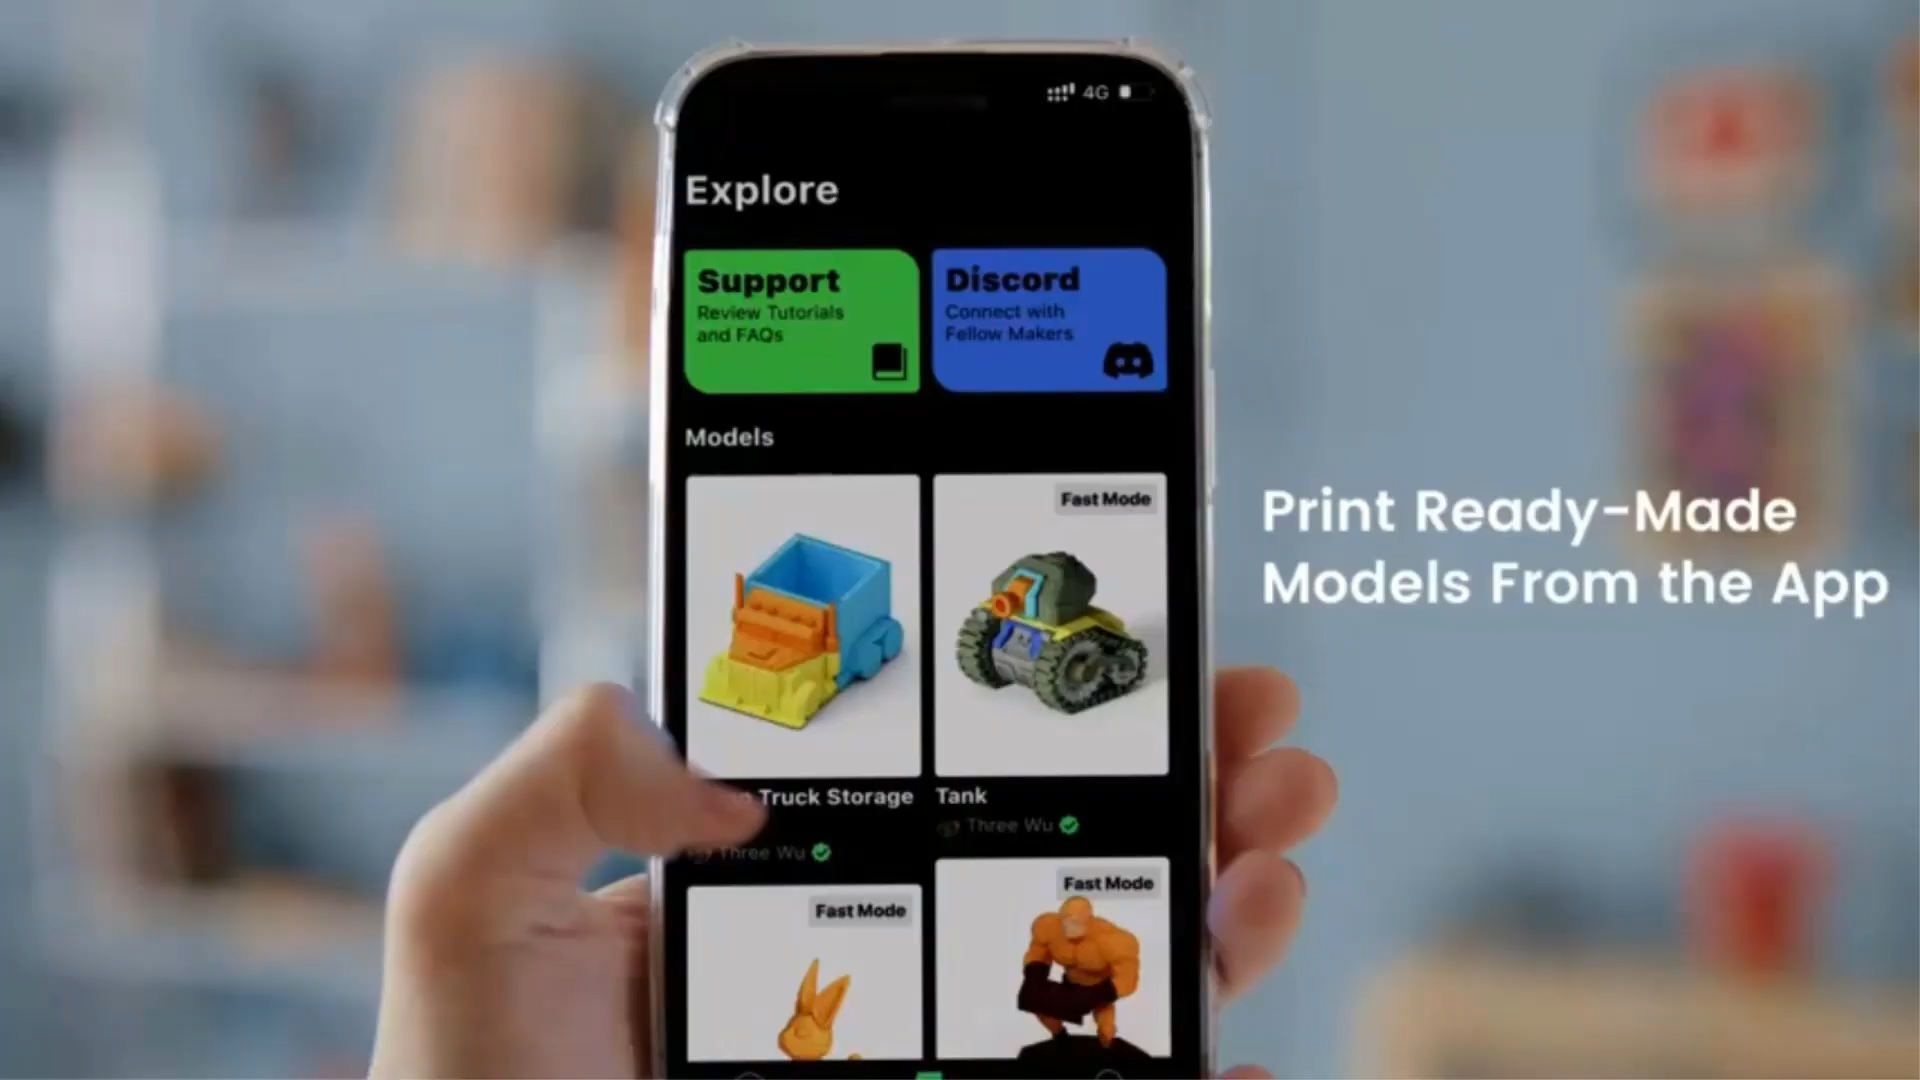 4G
Explore
Support
Review Tutorials
and FAQs
Discord
Connect with
Fellow Makers
Models
Fast Mode
Truck Storage
Three Wu
Tank
Three Wu
Fast Mode
Fast Mode
Print Ready-Made
Models From the App